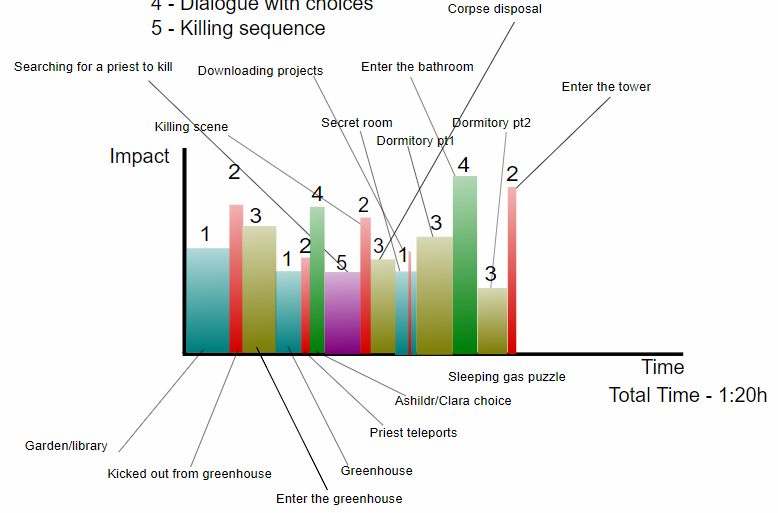 4 - Dialogue with choices
5 - Killing sequence
Corpse disposal
Searching for a priest to kill
Downloading projects
Enter the bathroom
Enter the tower
Killing scene
Secret room
Dormitory pt2
Dormitory pt1
Impact
2
4
2
1
3
4
2
3
1
2
5
3
1
3
Time
Sleeping gas puzzle
Total Time - 1:20h
Ashildr/Clara choice
Priest teleports
Garden/library
Kicked out from greenhouse
Greenhouse
Enter the greenhouse